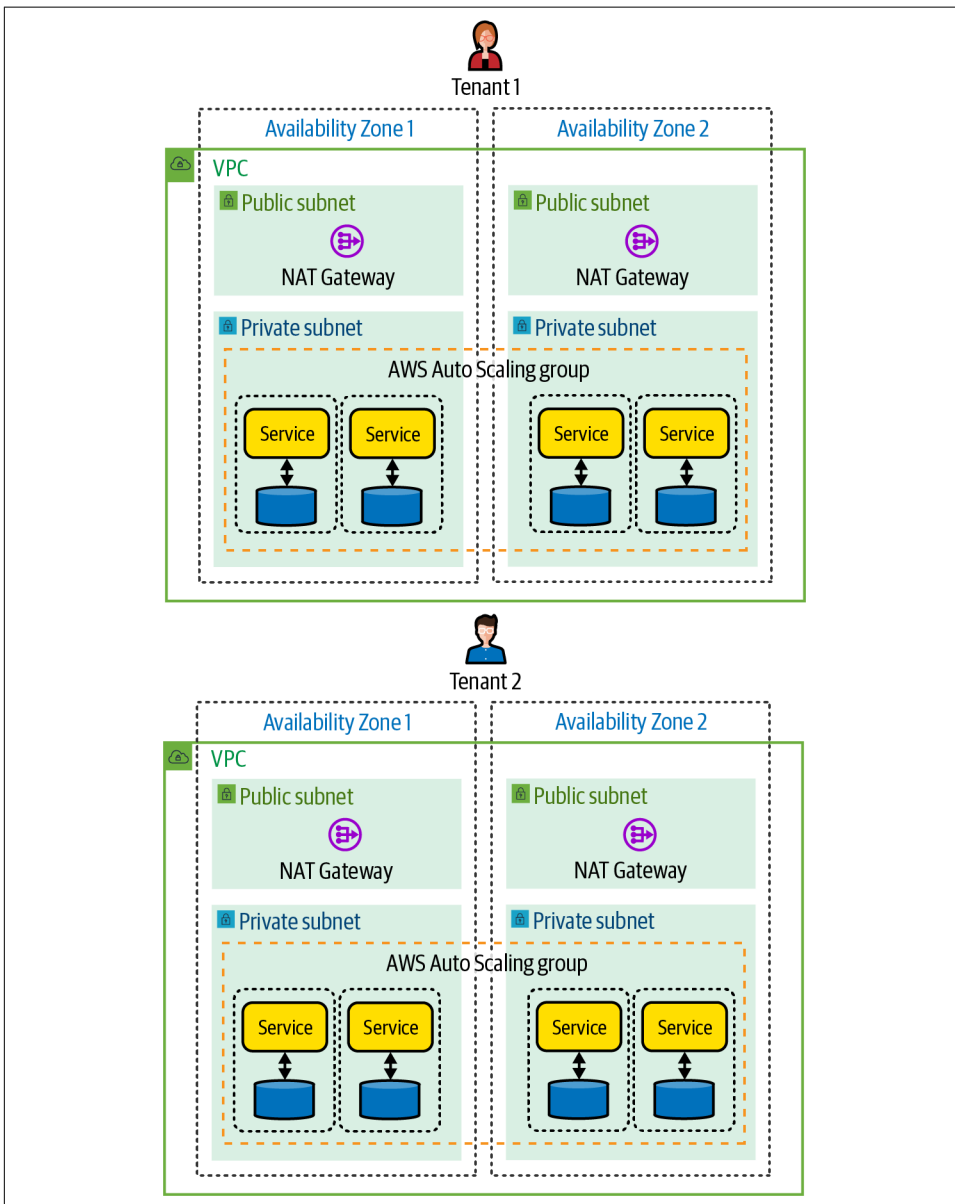 Tenant 1
Availability Zone 1
Availability Zone 2
VPC
Public subnet
Public subnet
NAT Gateway
NAT Gateway
Private subnet
Private subnet
AWS Auto Scaling group
Service
Service
Service
Service
Tenant 2
Availability Zone 1
Availability Zone 2
VPC
Public subnet
Public subnet
NAT Gateway
NAT Gateway
Private subnet
Private subnet
AWS Auto Scaling group
Service
Service
Service
Service